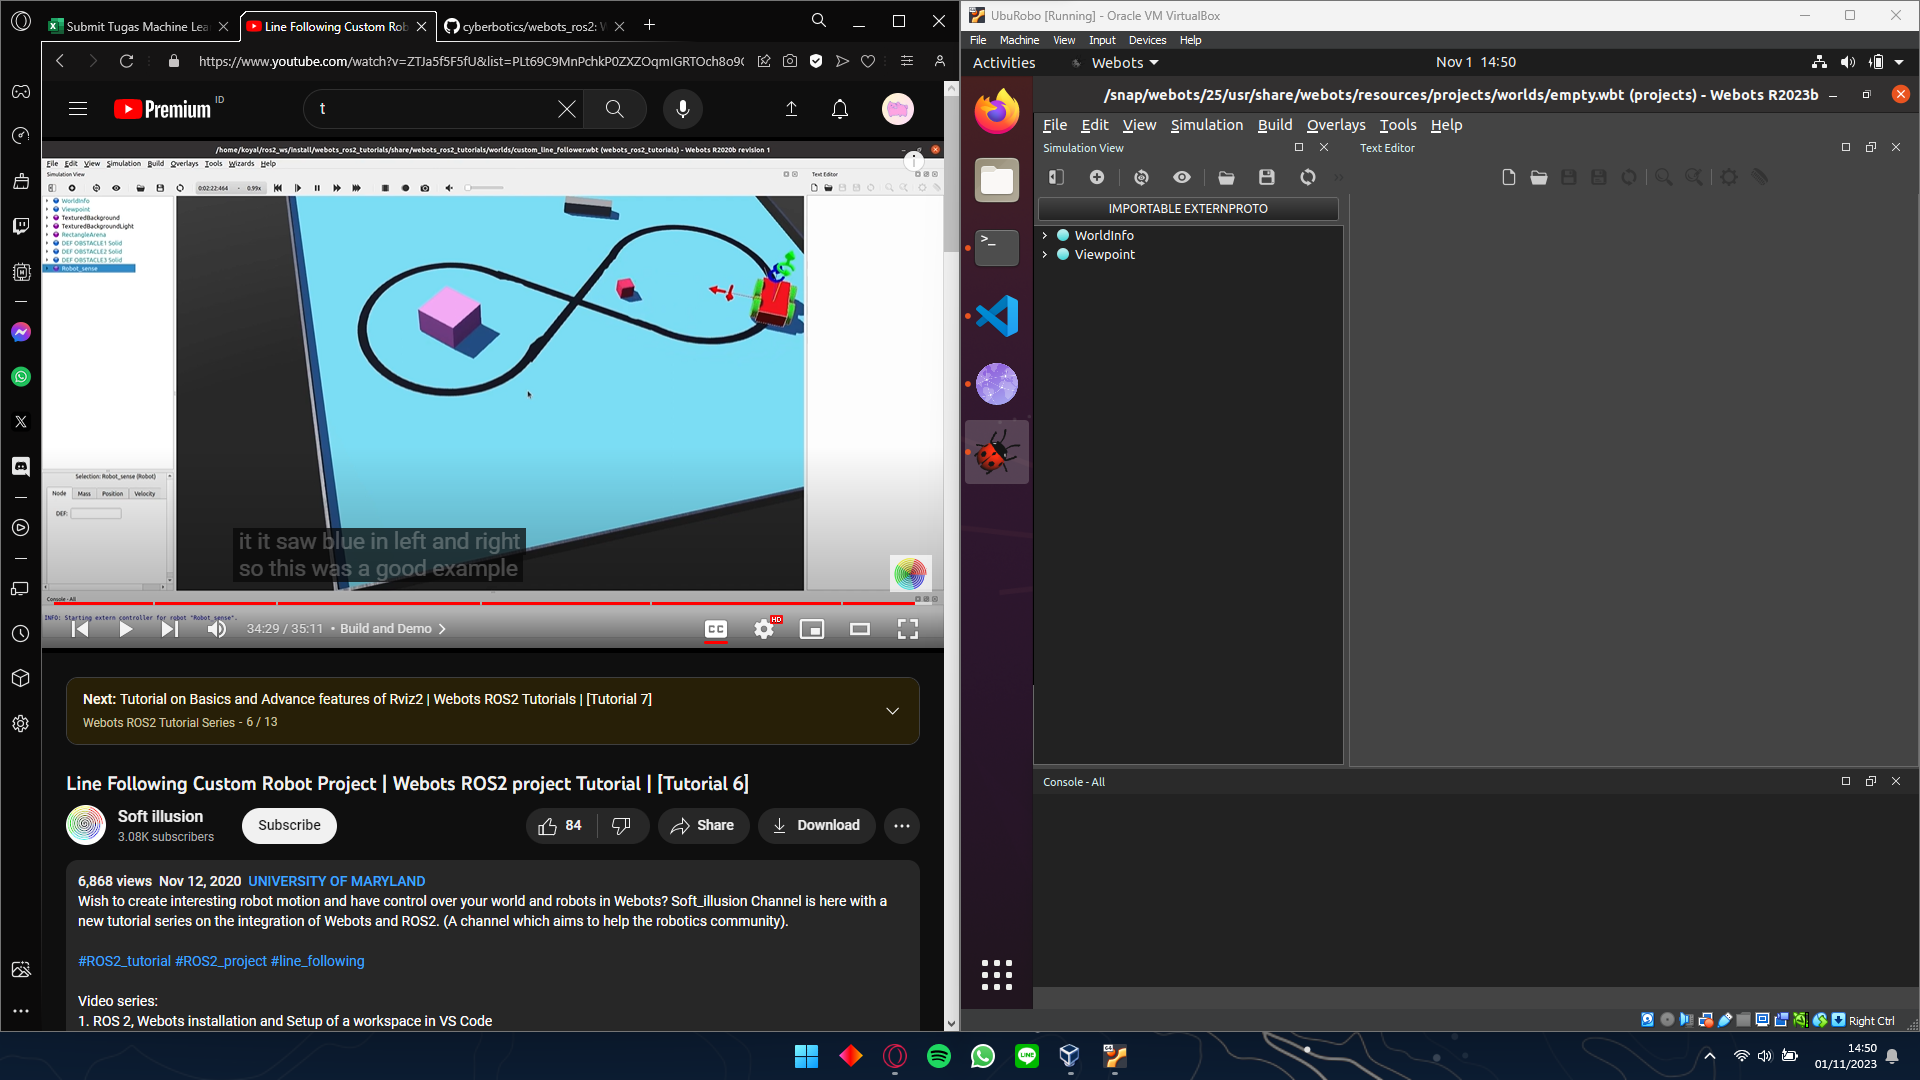 Submit Tugas Machine Lea
Line Following Custom Rob
cyberbotics/webots_ros2: W
https://www.youtube.com/watch?v=ZTJa5f5F5fU&list=PLt69C9MnPchkP0ZXZOqmIGRTOch8o9C
Premium
ID
t
/home/koyal/ros2_ws/install/webots_ros2_tutorials/share/webots_ros2_tutorials/worlds/custom_line_follower.wbt (webots_ros2_tutorials) - Webots R2020b revision 1
File Edit View Simulation Build Overlays Tools Wizards Help
Simulation View
Text Editor
0:02:22:464 - 0.99x
WorldInfo
Viewpoint
TexturedBackground
TexturedBackgroundLight
RectangleArena
DEF OBSTACLE1 Solid
DEF OBSTACLE2 Solid
DEF OBSTACLE3 Solid
Robot_sense
Selection: Robot_sense (Robot)
Node Mass Position Velocity
DEF:
it it saw blue in left and right
so this was a good example
Console - All
INFO: Starting extern controller for robot "Robot_sense".
34:29 / 35:11 • Build and Demo
CC
HD
Next: Tutorial on Basics and Advance features of Rviz2 | Webots ROS2 Tutorials | [Tutorial 7]
Webots ROS2 Tutorial Series - 6 / 13
Line Following Custom Robot Project | Webots ROS2 project Tutorial | [Tutorial 6]
Soft illusion
3.08K subscribers
Subscribe
84
Share
Download
6,868 views Nov 12, 2020 UNIVERSITY OF MARYLAND
Wish to create interesting robot motion and have control over your world and robots in Webots? Soft_illusion Channel is here with a
new tutorial series on the integration of Webots and ROS2. (A channel which aims to help the robotics community).
#ROS2_tutorial #ROS2_project #line_following
Video series:
1. ROS 2, Webots installation and Setup of a workspace in VS Code
UbuRobo [Running] - Oracle VM VirtualBox
File Machine View Input Devices Help
Activities
Webots
Nov 1 14:50
/snap/webots/25/usr/share/webots/resources/projects/worlds/empty.wbt (projects) - Webots R2023b
File Edit View Simulation Build Overlays Tools Help
Simulation View
Text Editor
IMPORTABLE EXTERNPROTO
WorldInfo
Viewpoint
Console - All
Right Ctrl
14:50
01/11/2023